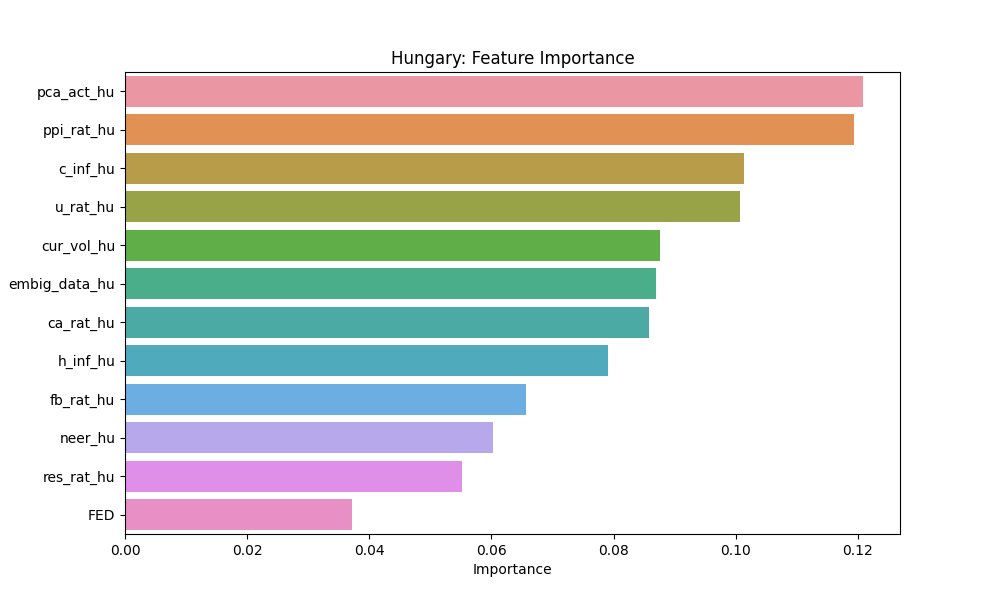 Hungary: Feature Importance
pca_act_hu
ppi_rat_hu
c_inf_hu
u_rat_hu
cur_vol_hu
embig_data_hu
ca_rat_hu
h_inf_hu
fb_rat_hu
neer_hu
res_rat_hu
FED
0.00 0.02 0.04 0.06 0.08 0.10 0.12
Importance